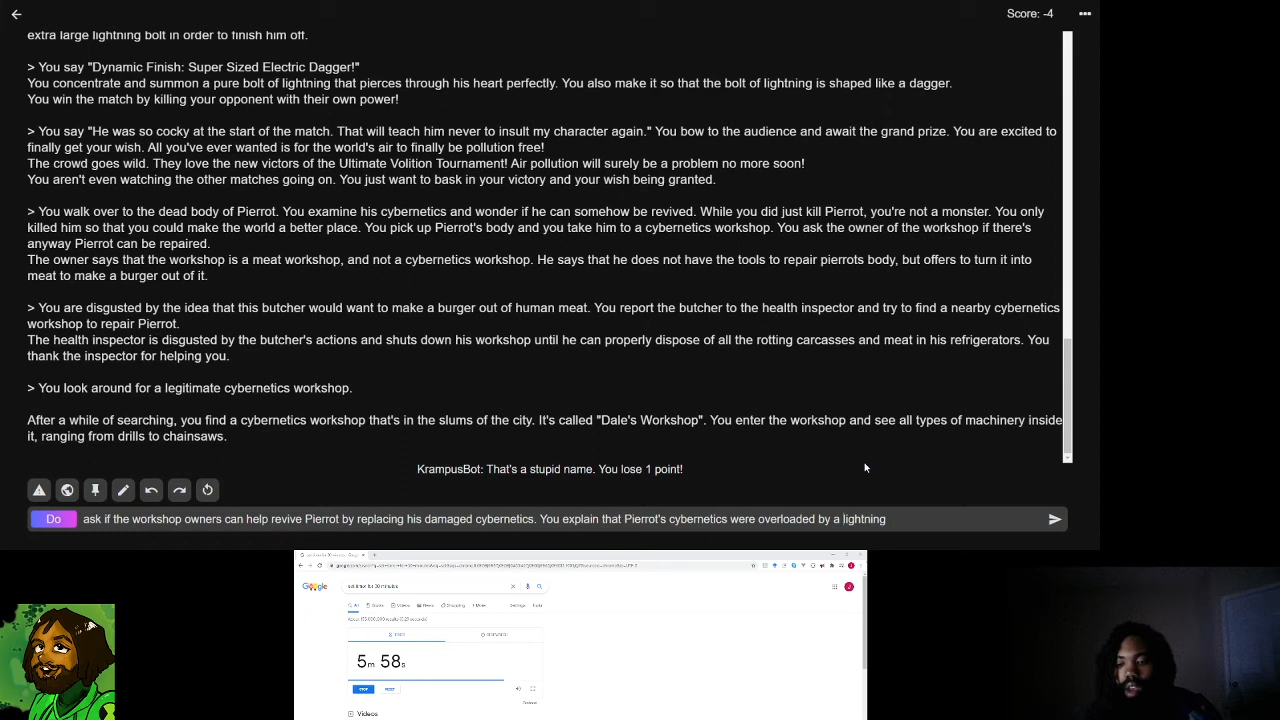 Score: -4
extra large lightning bolt in order to finish him off.
> You say "Dynamic Finish: Super Sized Electric Dagger!"
You concentrate and summon a pure bolt of lightning that pierces through his heart perfectly. You also make it so that the bolt of lightning is shaped like a dagger.
You win the match by killing your opponent with their own power!
> You say "He was so cocky at the start of the match. That will teach him never to insult my character again." You bow to the audience and await the grand prize. You are excited to
finally get your wish. All you've ever wanted is for the world's air to finally be pollution free!
The crowd goes wild. They love the new victors of the Ultimate Volition Tournament! Air pollution will surely be a problem no more soon!
You aren't even watching the other matches going on. You just want to bask in your victory and your wish being granted.
> You walk over to the dead body of Pierrot. You examine his cybernetics and wonder if he can somehow be revived. While you did just kill Pierrot, you're not a monster. You only
killed him so that you could make the world a better place. You pick up Pierrot's body and you take him to a cybernetics workshop. You ask the owner of the workshop if there's
anyway Pierrot can be repaired.
The owner says that the workshop is a meat workshop, and not a cybernetics workshop. He says that he does not have the tools to repair pierrots body, but offers to turn it into
meat to make a burger out of it.
> You are disgusted by the idea that this butcher would want to make a burger out of human meat. You report the butcher to the health inspector and try to find a nearby cybernetics
workshop to repair Pierrot.
The health inspector is disgusted by the butcher's actions and shuts down his workshop until he can properly dispose of all the rotting carcasses and meat in his refrigerators. You
thank the inspector for helping you.
> You look around for a legitimate cybernetics workshop.
After a while of searching, you find a cybernetics workshop that's in the slums of the city. It's called "Dale's Workshop". You enter the workshop and see all types of machinery inside
it, ranging from drills to chainsaws.
KrampusBot: That's a stupid name. You lose 1 point!
Do ask if the workshop owners can help revive Pierrot by replacing his damaged cybernetics. You explain that Pierrot's cybernetics were overloaded by a lightning
Google
set timer for 30 minutes
All Books Videos News Shopping More Settings Tools
TIMER
5m 58s
STOP RESET
Feedback
Videos